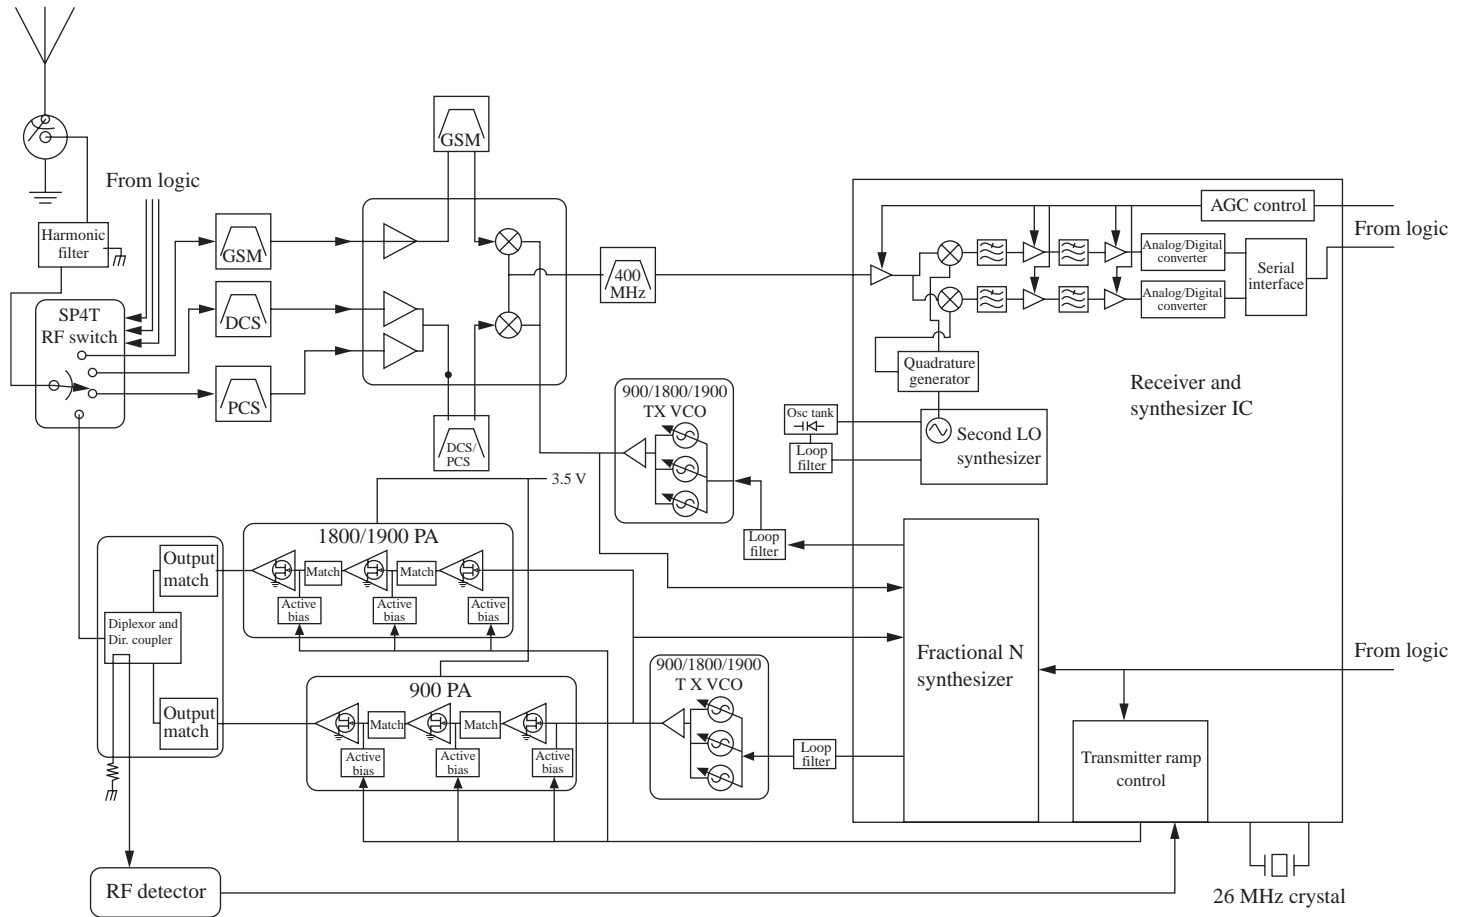 GSM
From logic
AGC control
From logic
Harmonic
filter
GSM
400
MHz
Analog/Digital
converter
Serial
interface
Analog/Digital
converter
SP4T
RF switch
DCS
PCS
Quadrature
generator
Receiver and
synthesizer IC
900/1800/1900
TX VCO
Osc tank
Loop
filter
Second LO
synthesizer
DCS/
PCS
3.5 V
1800/1900 PA
Output
match
Match
Match
Active
bias
Active
bias
Active
bias
Loop
filter
Diplexor and
Dir. coupler
Fractional N
synthesizer
From logic
900/1800/1900
T X VCO
900 PA
Output
match
Match
Match
Active
bias
Active
bias
Active
bias
Loop
filter
Transmitter ramp
control
RF detector
26 MHz crystal